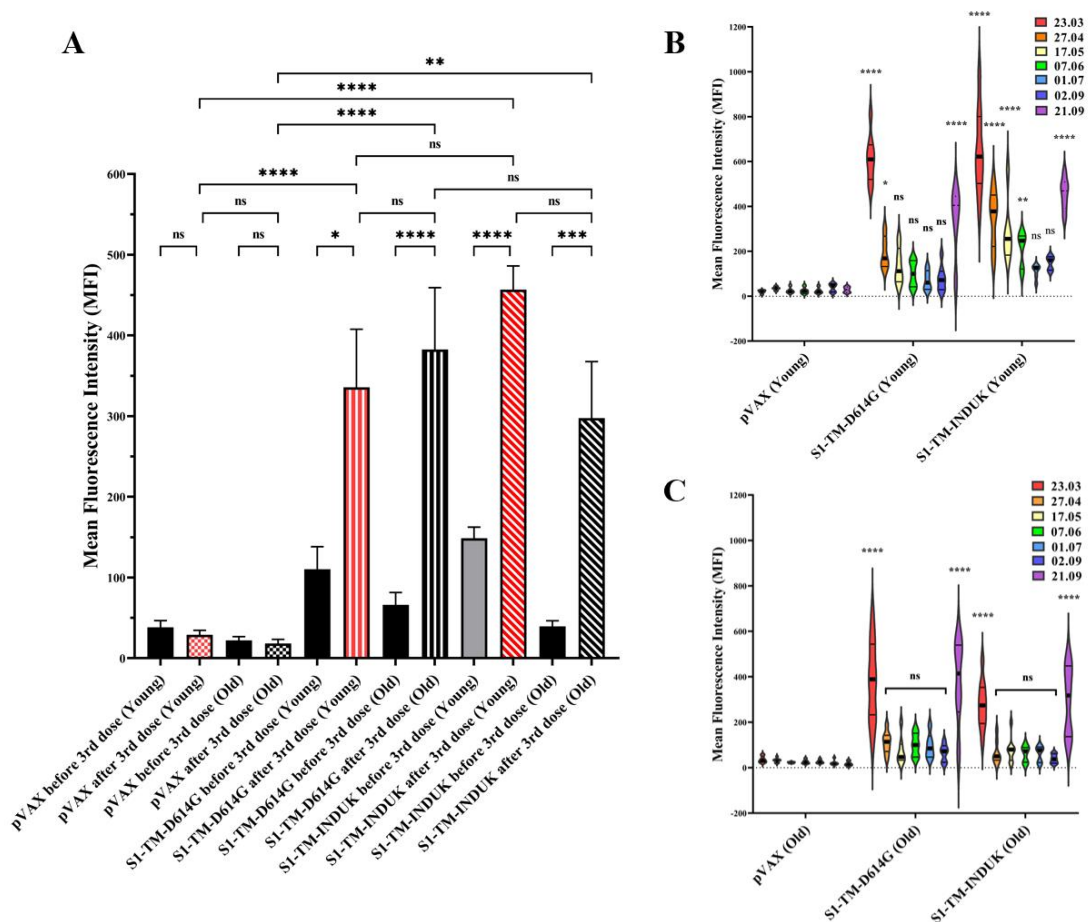 A
**
****
****
ns
****
ns
ns
ns
ns
ns
ns
ns
*
****
****
***
Mean Fluorescence Intensity (MFI)
600
500
400
300
200
100
0
pVAX before 3rd dose (Young)
pVAX after 3rd dose (Young)
pVAX before 3rd dose (Old)
pVAX after 3rd dose (Old)
S1-TM-D614G before 3rd dose (Young)
S1-TM-D614G after 3rd dose (Young)
S1-TM-D614G before 3rd dose (Old)
S1-TM-D614G after 3rd dose (Old)
S1-TM-INDUK before 3rd dose (Young)
S1-TM-INDUK after 3rd dose (Young)
S1-TM-INDUK before 3rd dose (Old)
S1-TM-INDUK after 3rd dose (Old)
B
Mean Fluorescence Intensity (MFI)
1200
1000
800
600
400
200
0
-200
****
*
ns
ns
ns
ns
****
****
****
****
**
ns
ns
****
23.03
27.04
17.05
07.06
01.07
02.09
21.09
pVAX (Young)
S1-TM-D614G (Young)
S1-TM-INDUK (Young)
C
Mean Fluorescence Intensity (MFI)
1200
1000
800
600
400
200
0
-200
****
ns
****
****
ns
****
23.03
27.04
17.05
07.06
01.07
02.09
21.09
pVAX (Old)
S1-TM-D614G (Old)
S1-TM-INDUK (Old)